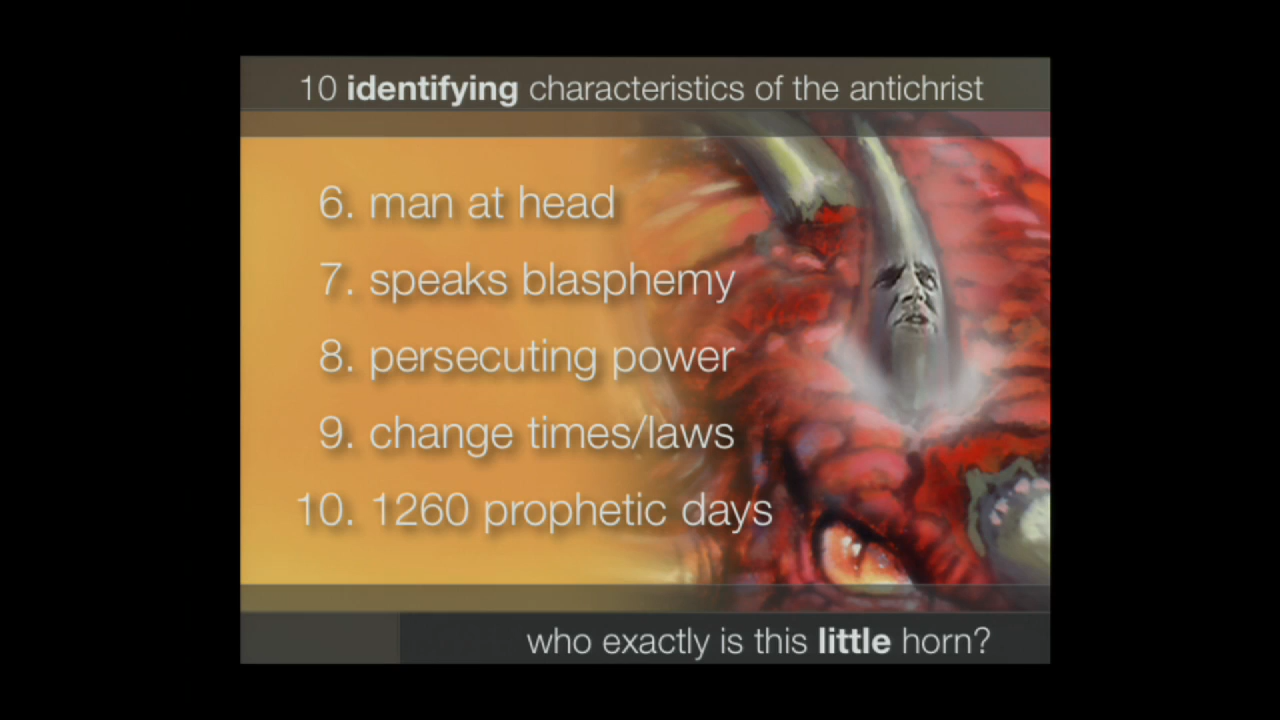 10 identifying characteristics of the antichrist
6. man at head
7. speaks blasphemy
8. persecuting power
9. change times/laws
10. 1260 prophetic days
who exactly is this little horn?